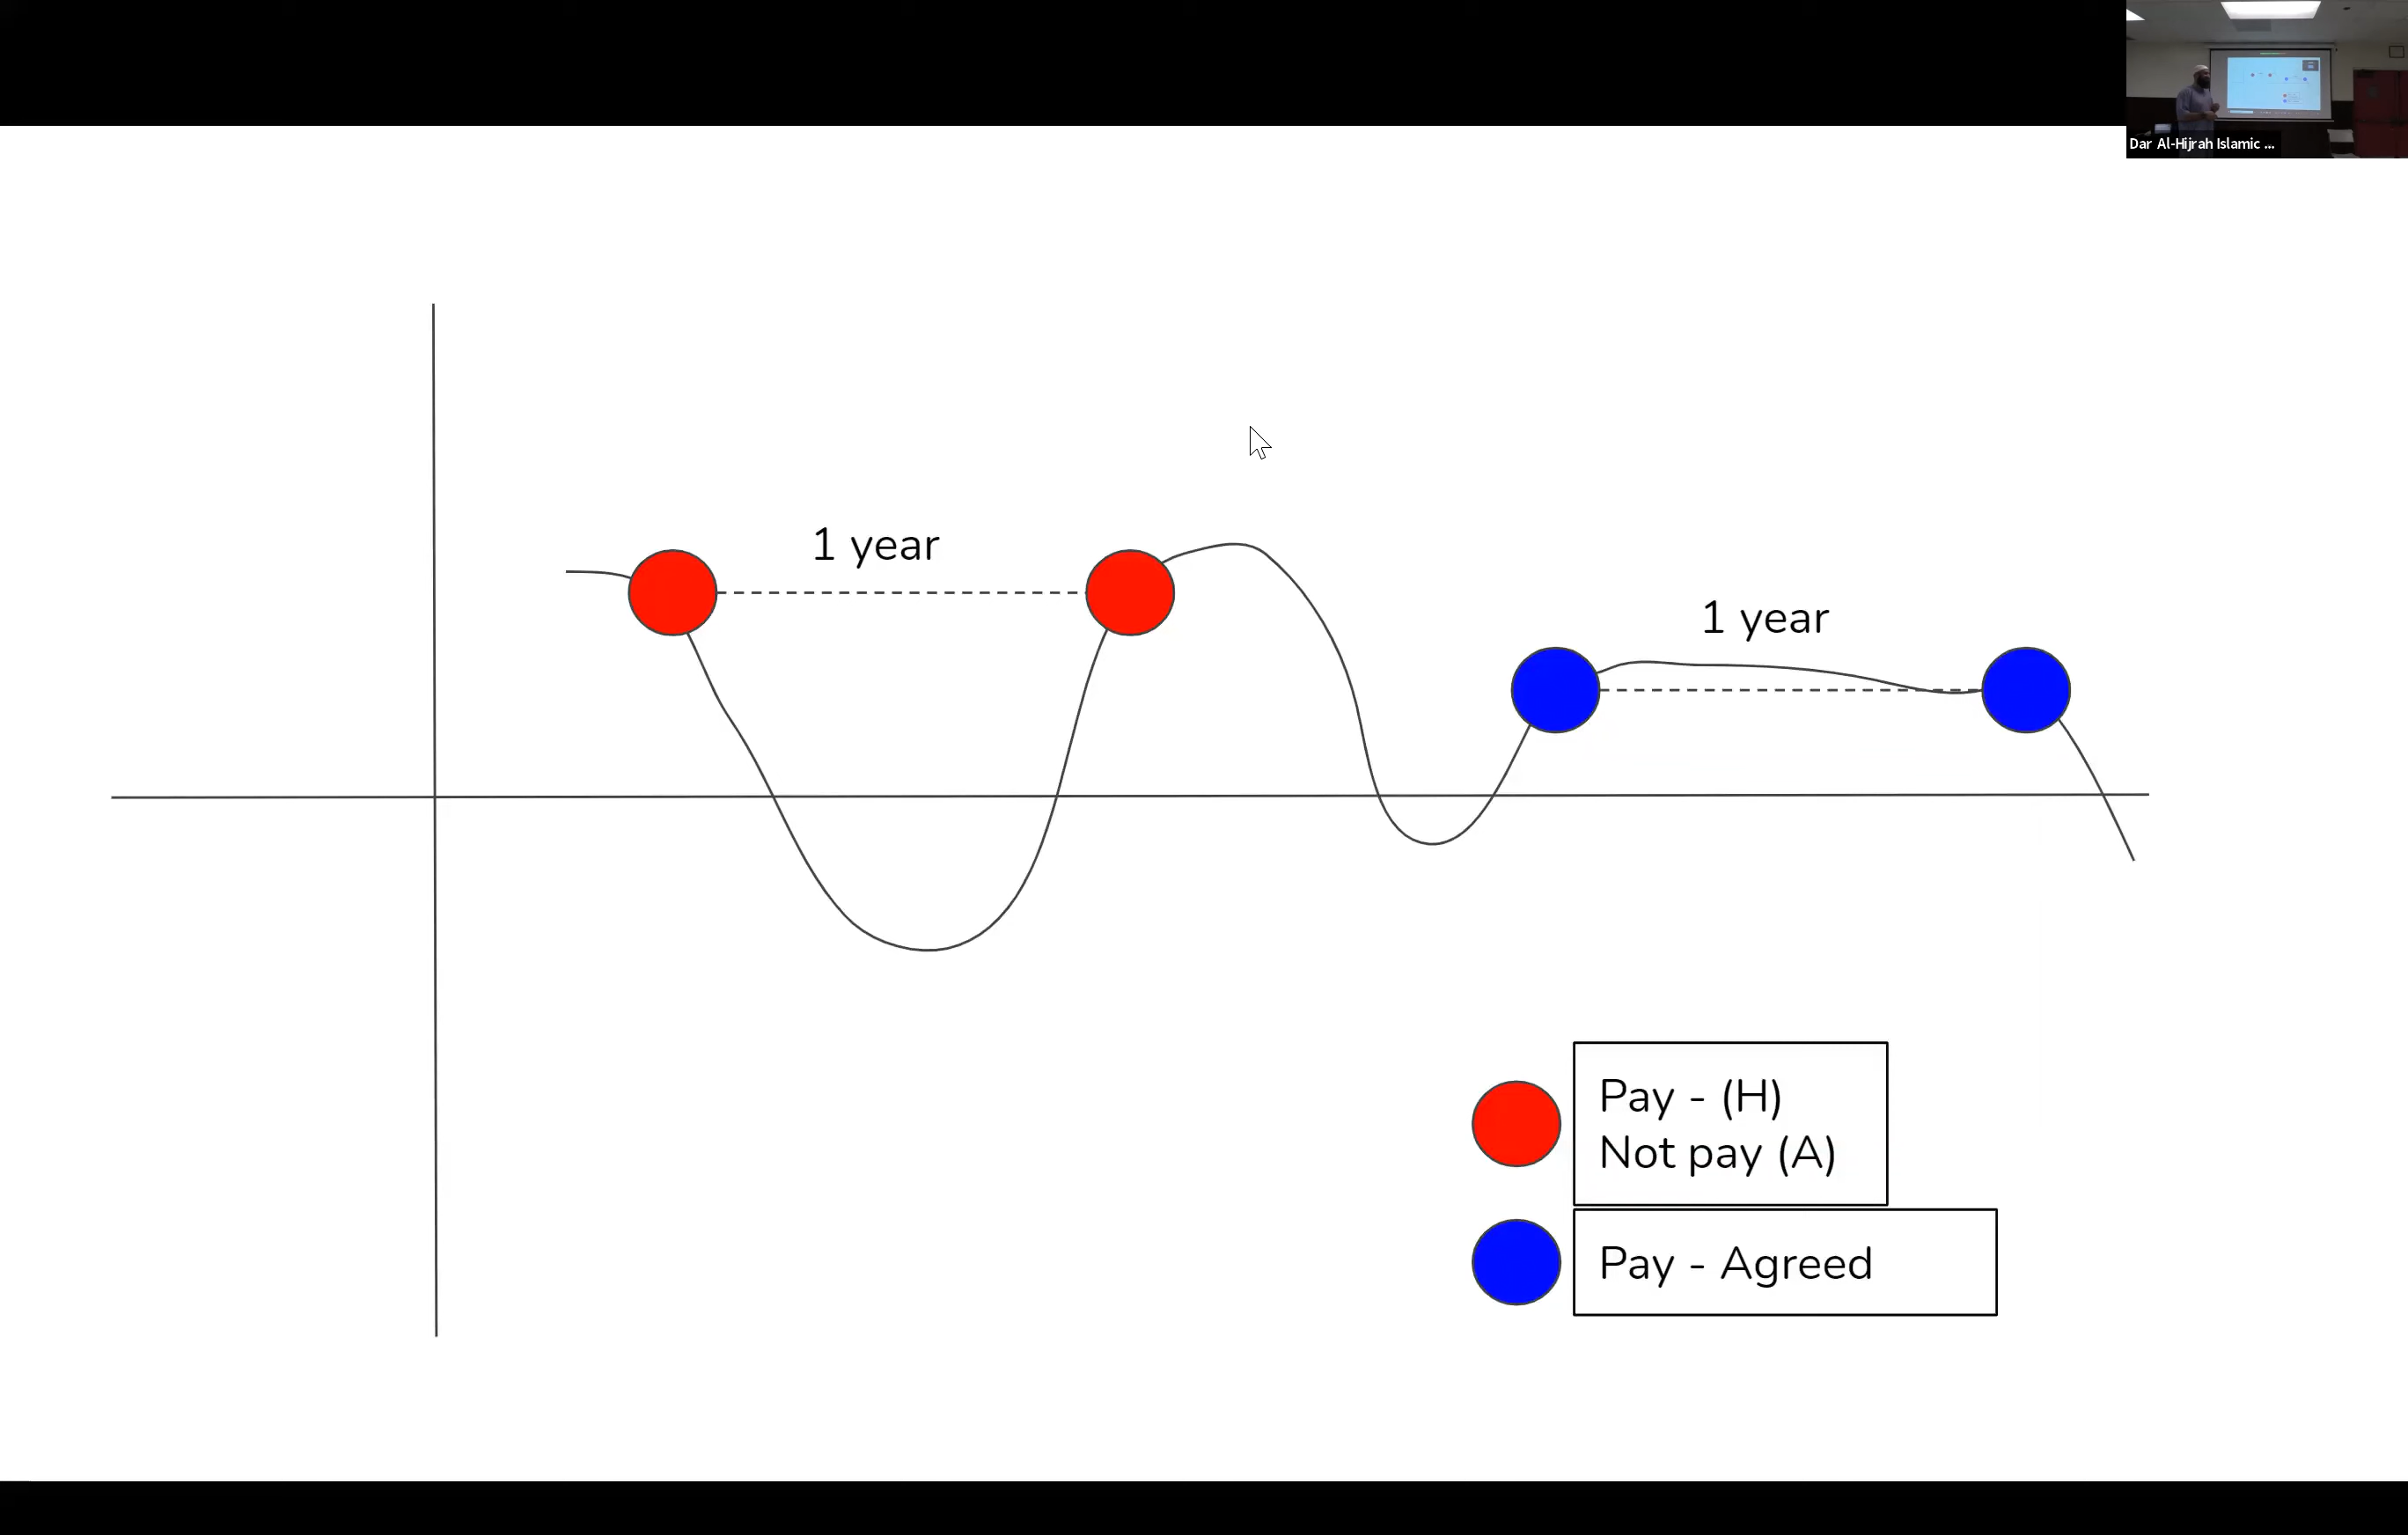 Dar Al-Hijrah Islamic ...
1 year
1 year
Pay - (H)
Not pay (A)
Pay - Agreed